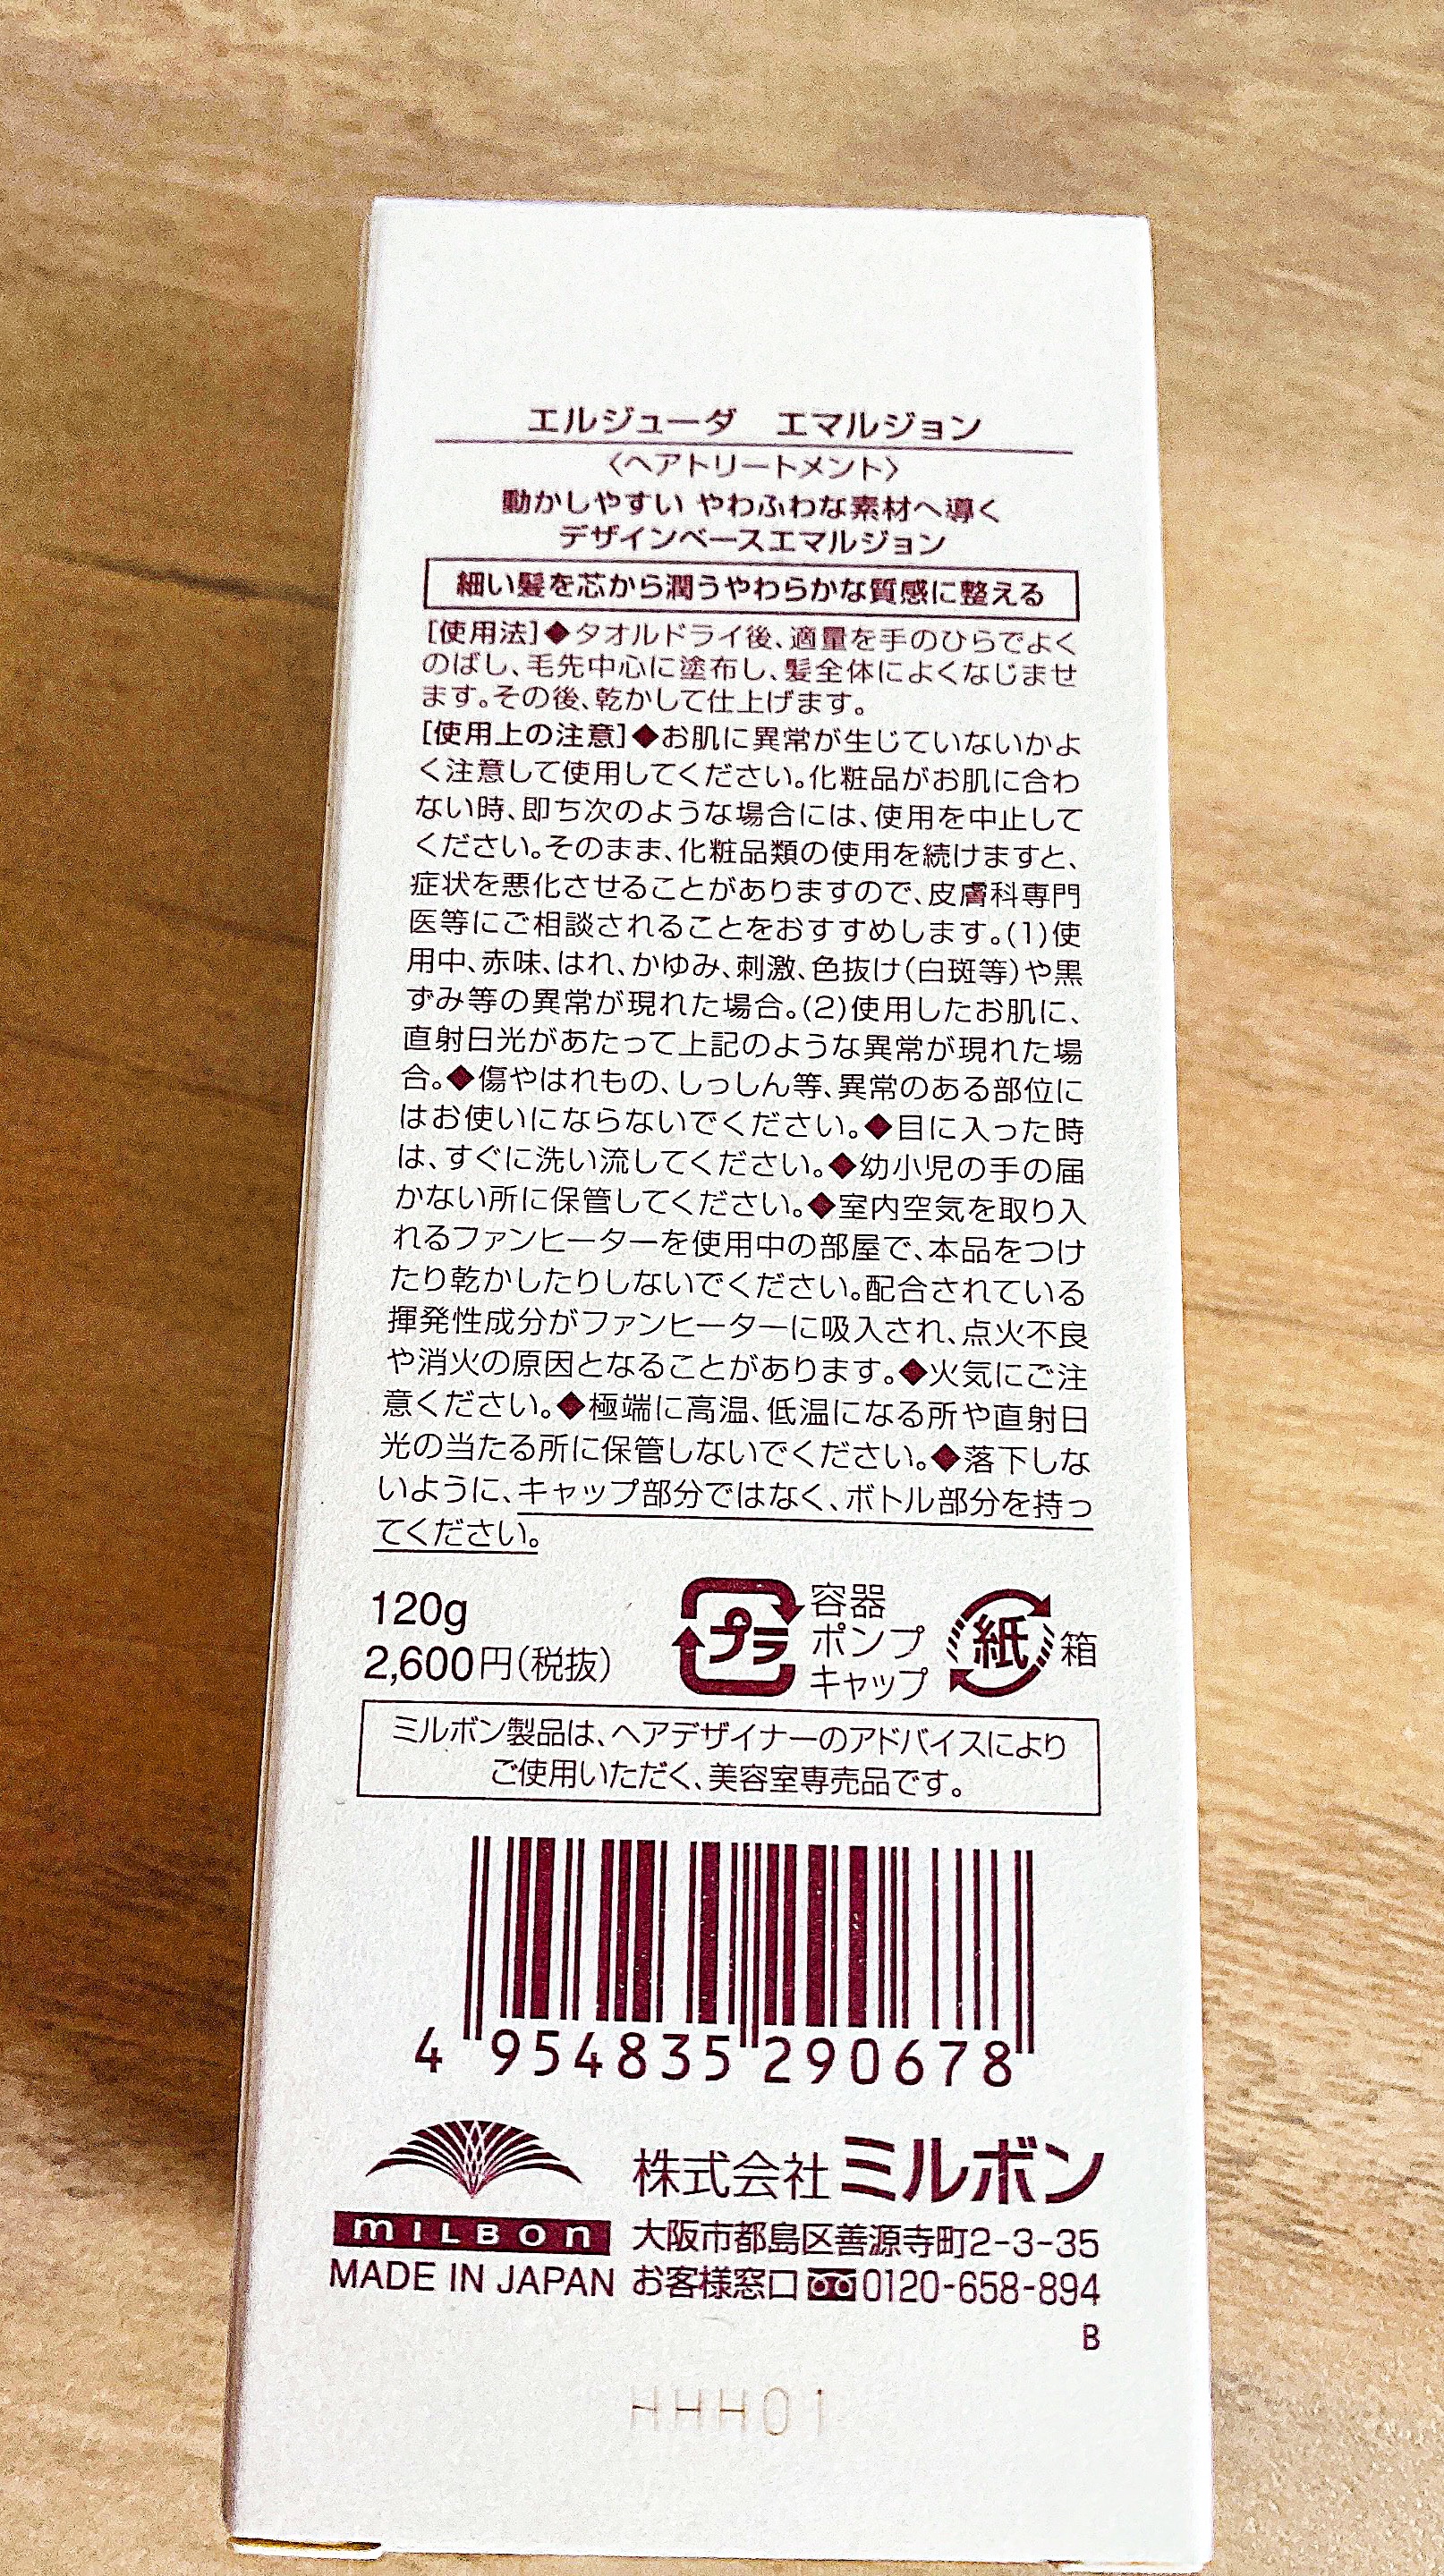 エルジューダ　エマルジョン
〈ヘアトリートメント〉
動かしやすい やわふわな素材へ導く
デザインベースエマルジョン
細い髪を芯から潤うやわらかな質感に整える
[使用法]◆タオルドライ後、適量を手のひらでよく
のばし、毛先中心に塗布し、髪全体によくなじませ
ます。その後、乾かして仕上げます。
[使用上の注意]◆お肌に異常が生じていないかよ
く注意して使用してください。化粧品がお肌に合わ
ない時、即ち次のような場合には、使用を中止して
ください。そのまま、化粧品類の使用を続けますと、
症状を悪化させることがありますので、皮膚科専門
医等にご相談されることをおすすめします。(1)使
用中、赤味、はれ、かゆみ、刺激、色抜け(白斑等)や黒
ずみ等の異常が現れた場合。(2)使用したお肌に、
直射日光があたって上記のような異常が現れた場
合。◆傷やはれもの、しっしん等、異常のある部位に
はお使いにならないでください。◆目に入った時
は、すぐに洗い流してください。◆幼小児の手の届
かない所に保管してください。◆室内空気を取り入
れるファンヒーターを使用中の部屋で、本品をつけ
たり乾かしたりしないでください。配合されている
揮発性成分がファンヒーターに吸入され、点火不良
や消火の原因となることがあります。◆火気にご注
意ください。◆極端に高温、低温になる所や直射日
光の当たる所に保管しないでください。◆落下しな
いように、キャップ部分ではなく、ボトル部分を持っ
てください。
120g
2,600円(税抜)
プラ
容器
ポンプ
キャップ
紙
箱
ミルボン製品は、ヘアデザイナーのアドバイスにより
ご使用いただく、美容室専売品です。
4 954835 290678
株式会社ミルボン
MILBON
大阪市都島区善源寺町2-3-35
MADE IN JAPAN お客様窓口 0120-658-894
B
HHH01